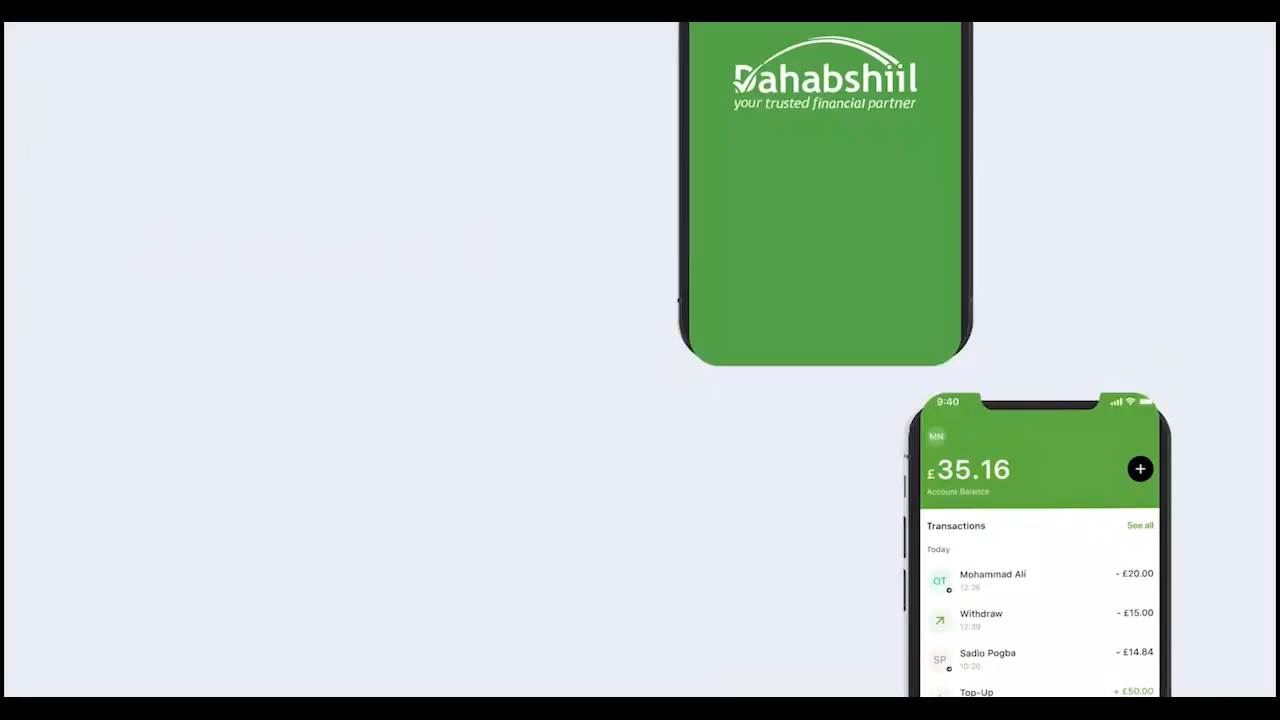 Dahabshiil
your trusted financial partner
9:40
MN
£35.16
+
Account Balance
Transactions See all
Today
OT Mohammad Ali - £20.00
12:36
Withdraw - £15.00
12:39
SP Sadio Pogba - £14.84
10:20
Top-Up + £50.00